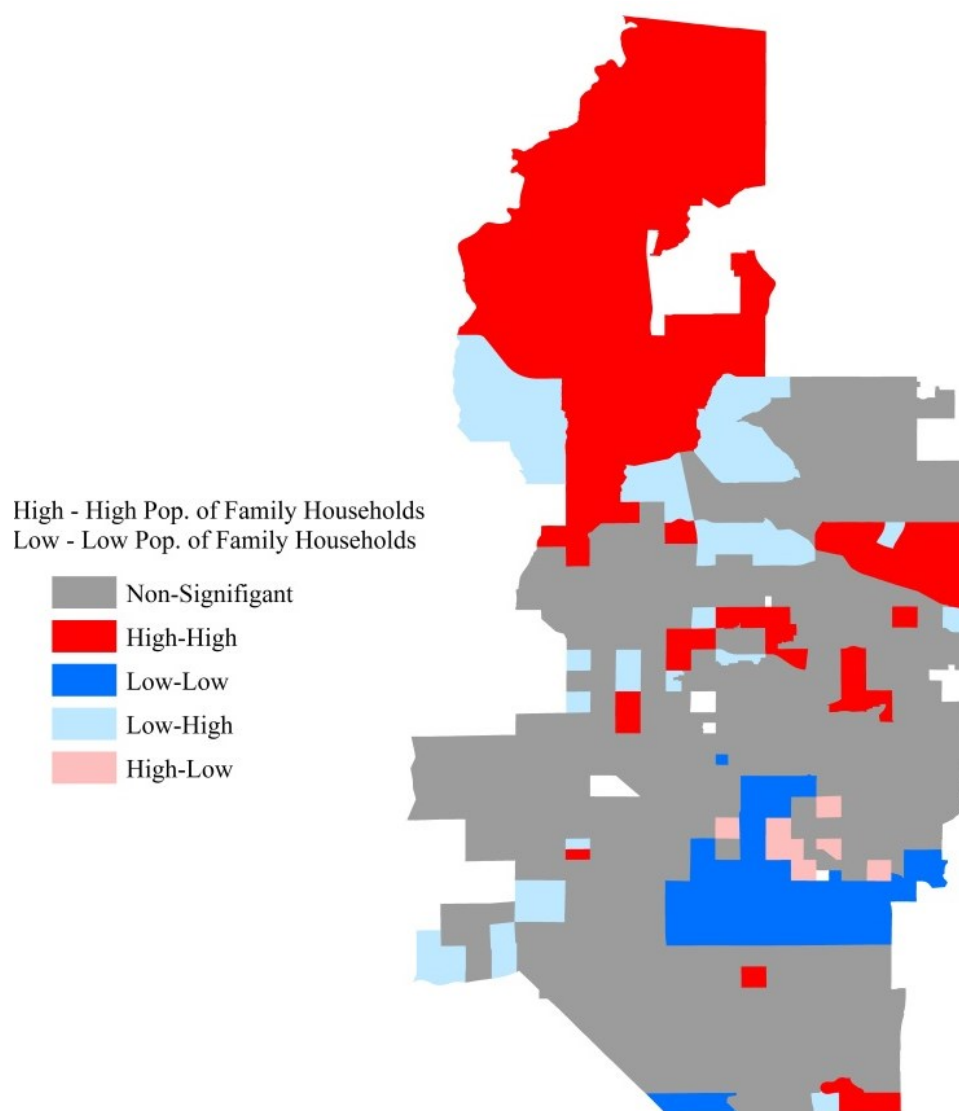 High - High Pop. of Family Households
Low - Low Pop. of Family Households
Non-Signifigant
High-High
Low-Low
Low-High
High-Low